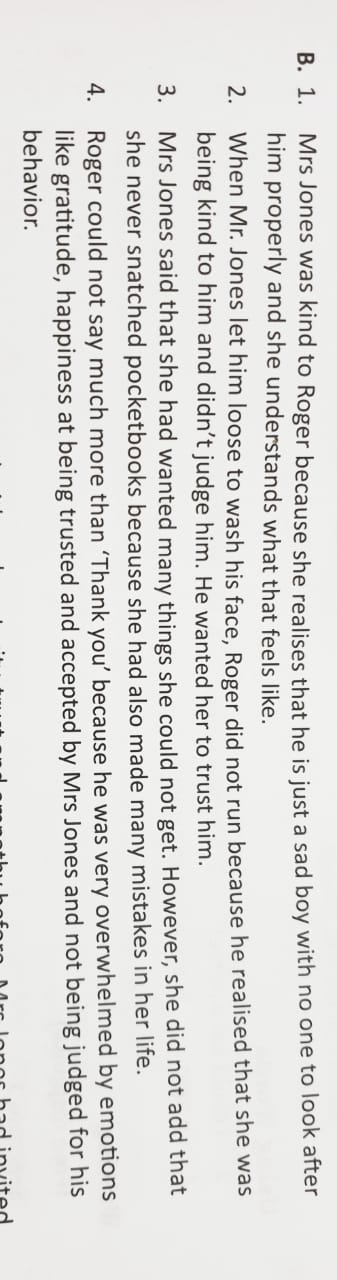 B. 1. Mrs Jones was kind to Roger because she realises that he is just a sad boy with no one to look after
him properly and she understands what that feels like.
2. When Mr. Jones let him loose to wash his face, Roger did not run because he realised that she was
being kind to him and didn’t judge him. He wanted her to trust him.
3. Mrs Jones said that she had wanted many things she could not get. However, she did not add that
she never snatched pocketbooks because she had also made many mistakes in her life.
4. Roger could not say much more than ‘Thank you’ because he was very overwhelmed by emotions
like gratitude, happiness at being trusted and accepted by Mrs Jones and not being judged for his
behavior.
trust and empathy before. Mrs Jones had invited